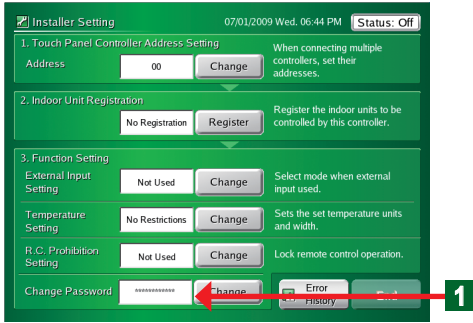 Installer Setting 07/01/2009 Wed. 06:44 PM Status: Off
1. Touch Panel Controller Address Setting
Address 00 Change
When connecting multiple
controllers, set their
addresses.
2. Indoor Unit Registration
No Registration Register
Register the indoor units to be
controlled by this controller.
3. Function Setting
External Input
Setting
Not Used Change
Select mode when external
input used.
Temperature
Setting
No Restrictions Change
Sets the set temperature units
and width.
R.C. Prohibition
Setting
Not Used Change
Lock remote control operation.
Change Password ************ Change
Error
History
End
1